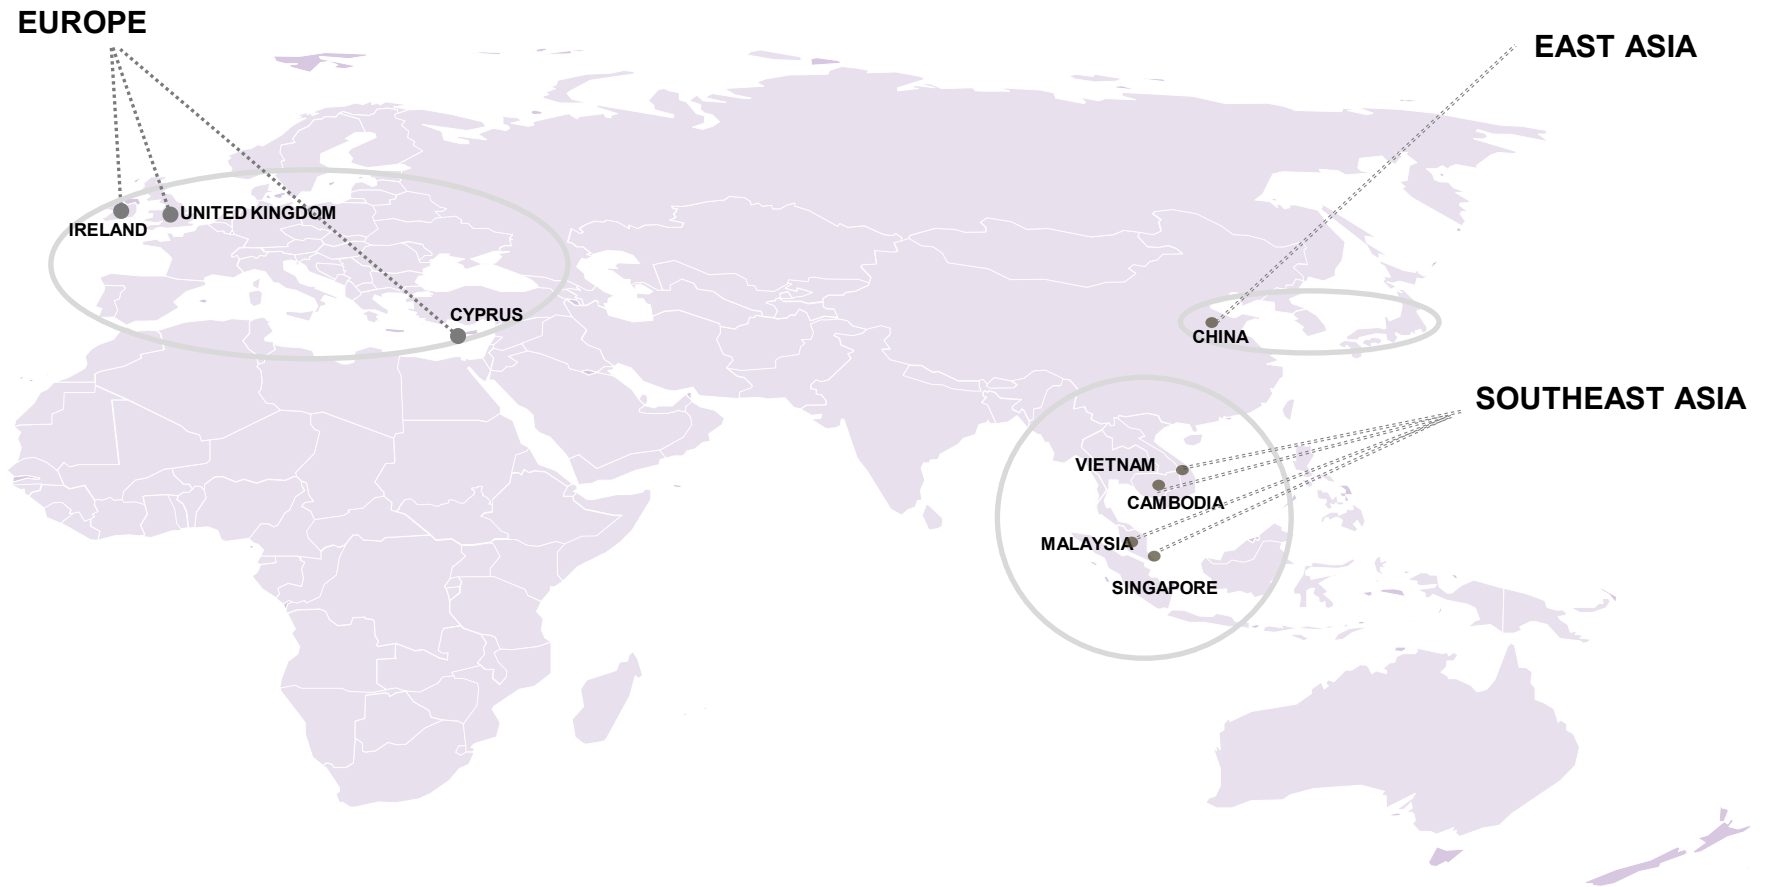 EUROPE
EAST ASIA
UNITED KINGDOM
IRELAND
CYPRUS
CHINA
SOUTHEAST ASIA
VIETNAM
CAMBODIA
MALAYSIA
SINGAPORE